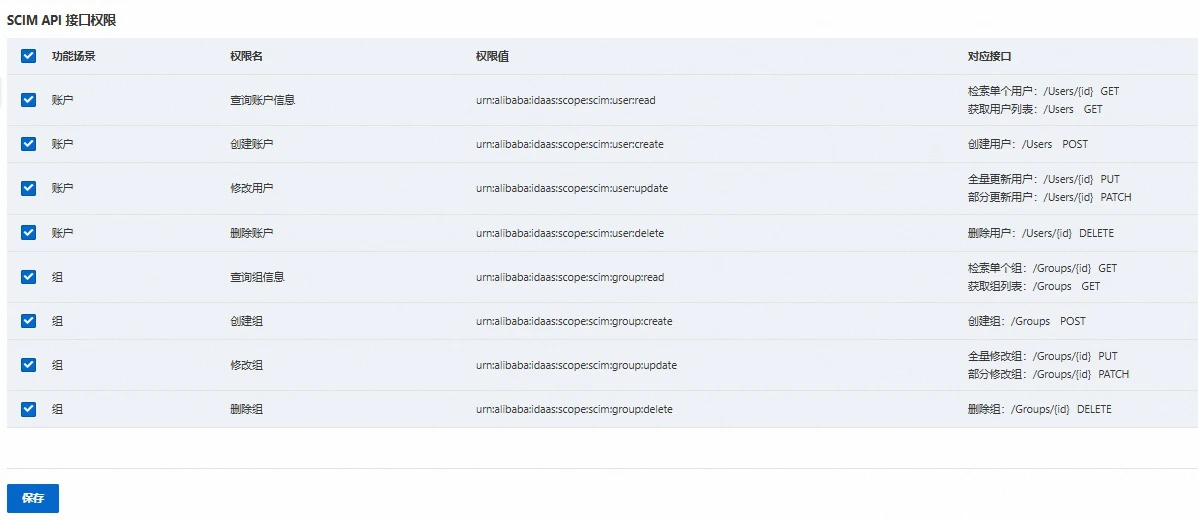 SCIM API 接口权限
功能场景 权限名 权限值 对应接口
账户 查询账户信息 urn:alibaba:idaas:scope:scim:user:read 检索单个用户：/Users/{id} GET
获取用户列表：/Users GET
账户 创建账户 urn:alibaba:idaas:scope:scim:user:create 创建用户：/Users POST
账户 修改用户 urn:alibaba:idaas:scope:scim:user:update 全量更新用户：/Users/{id} PUT
部分更新用户：/Users/{id} PATCH
账户 删除账户 urn:alibaba:idaas:scope:scim:user:delete 删除用户：/Users/{id} DELETE
组 查询组信息 urn:alibaba:idaas:scope:scim:group:read 检索单个组：/Groups/{id} GET
获取组列表：/Groups GET
组 创建组 urn:alibaba:idaas:scope:scim:group:create 创建组：/Groups POST
组 修改组 urn:alibaba:idaas:scope:scim:group:update 全量修改组：/Groups/{id} PUT
部分修改组：/Groups/{id} PATCH
组 删除组 urn:alibaba:idaas:scope:scim:group:delete 删除组：/Groups/{id} DELETE
保存